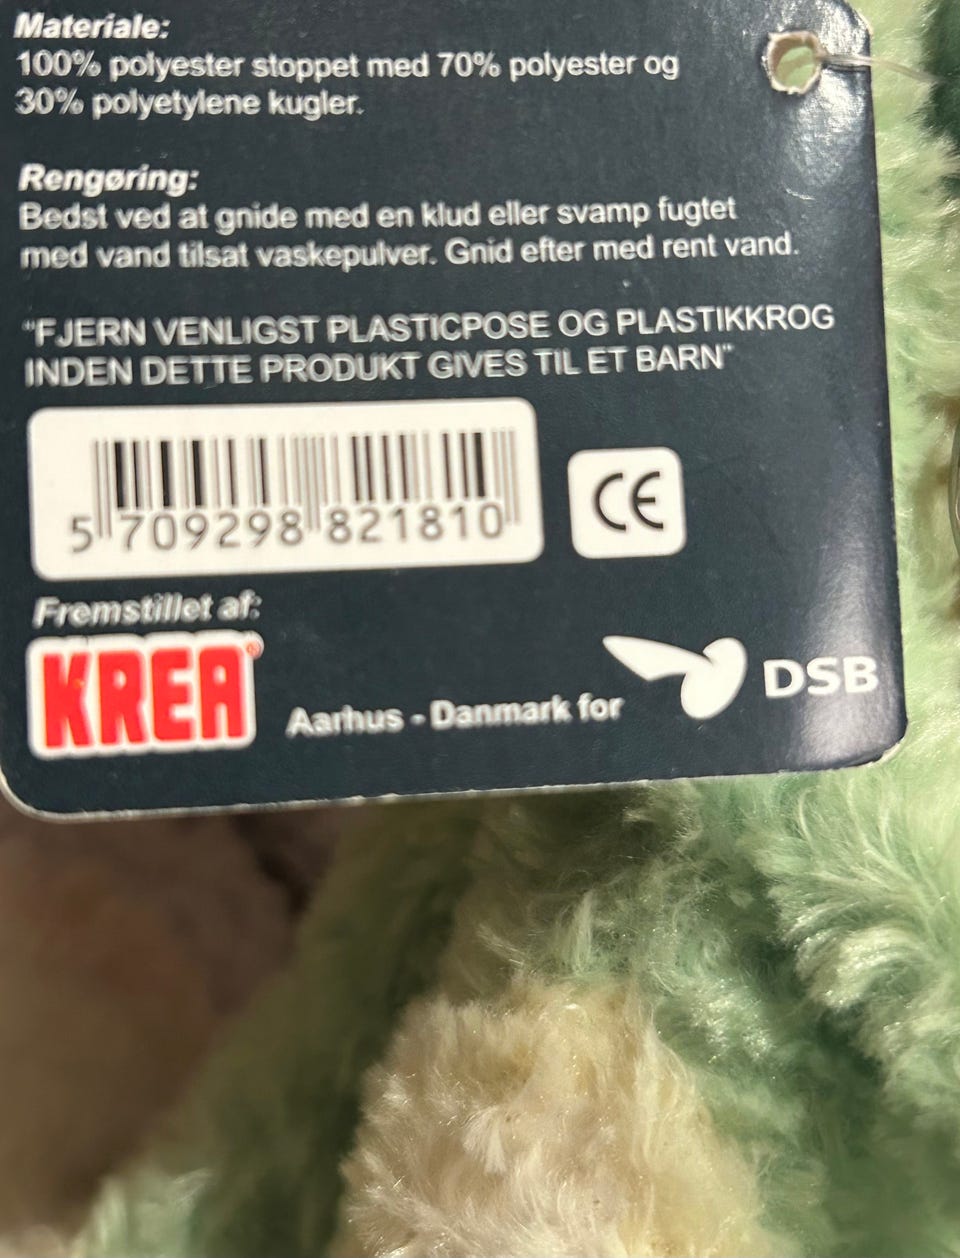 Materiale:
100% polyester stoppet med 70% polyester og
30% polyetylene kugler.
Rengøring:
Bedst ved at gnide med en klud eller svamp fugtet
med vand tilsat vaskepulver. Gnid efter med rent vand.
"FJERN VENLIGST PLASTICPOSE OG PLASTIKKROG
INDEN DETTE PRODUKT GIVES TIL ET BARN"
5 709298 821810
CE
Fremstillet af:
KREA®
Aarhus - Danmark for
DSB